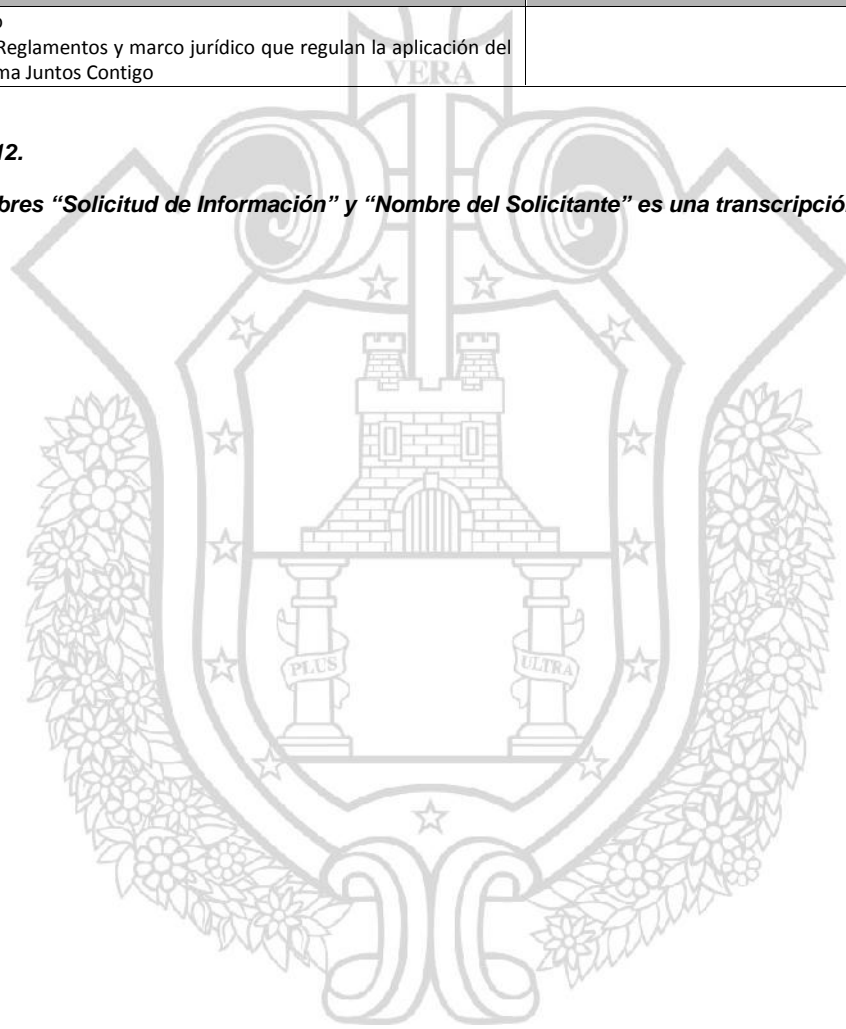 Reglamentos y marco jurídico que regulan la aplicación del
ma Juntos Contigo
VERA
12.
bres “Solicitud de Información” y “Nombre del Solicitante” es una transcripción
PLUS
ULTRA